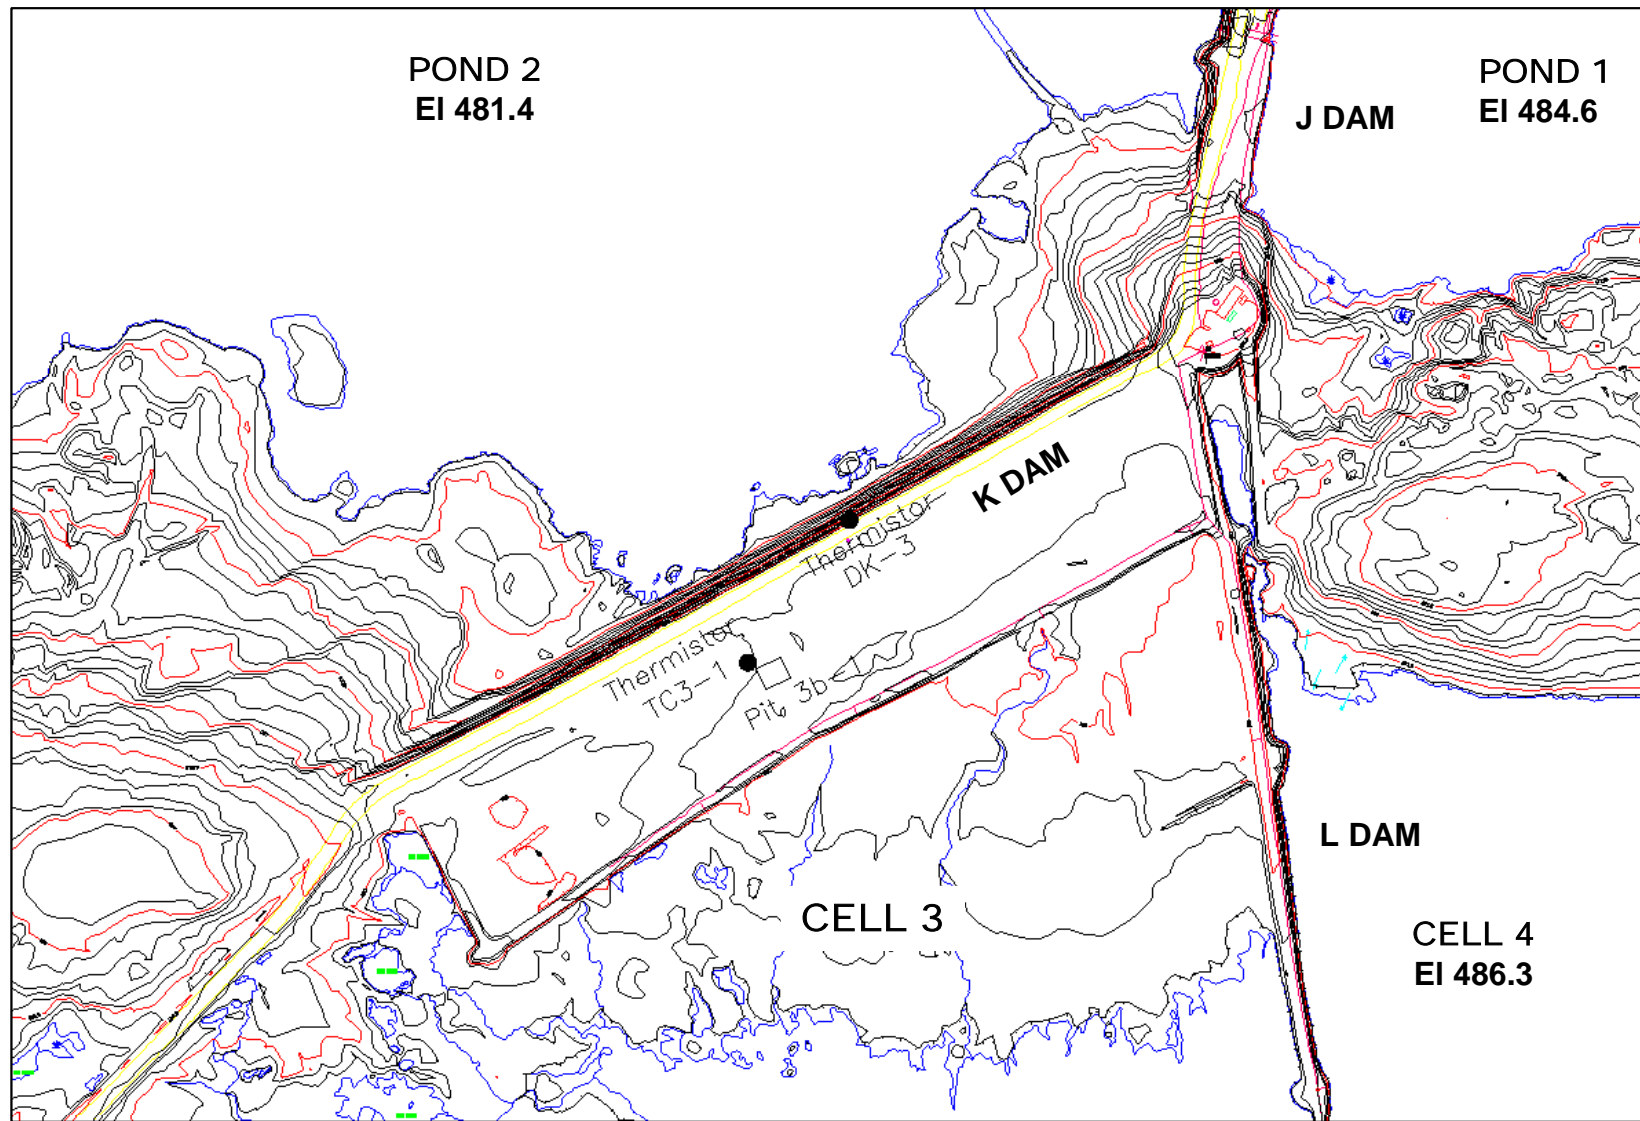 POND 2
El 481.4
POND 1
El 484.6
J DAM
K DAM
Thermistor
DK-3
Thermistor
TC3-1
Pit 3b
L DAM
CELL 3
CELL 4
El 486.3